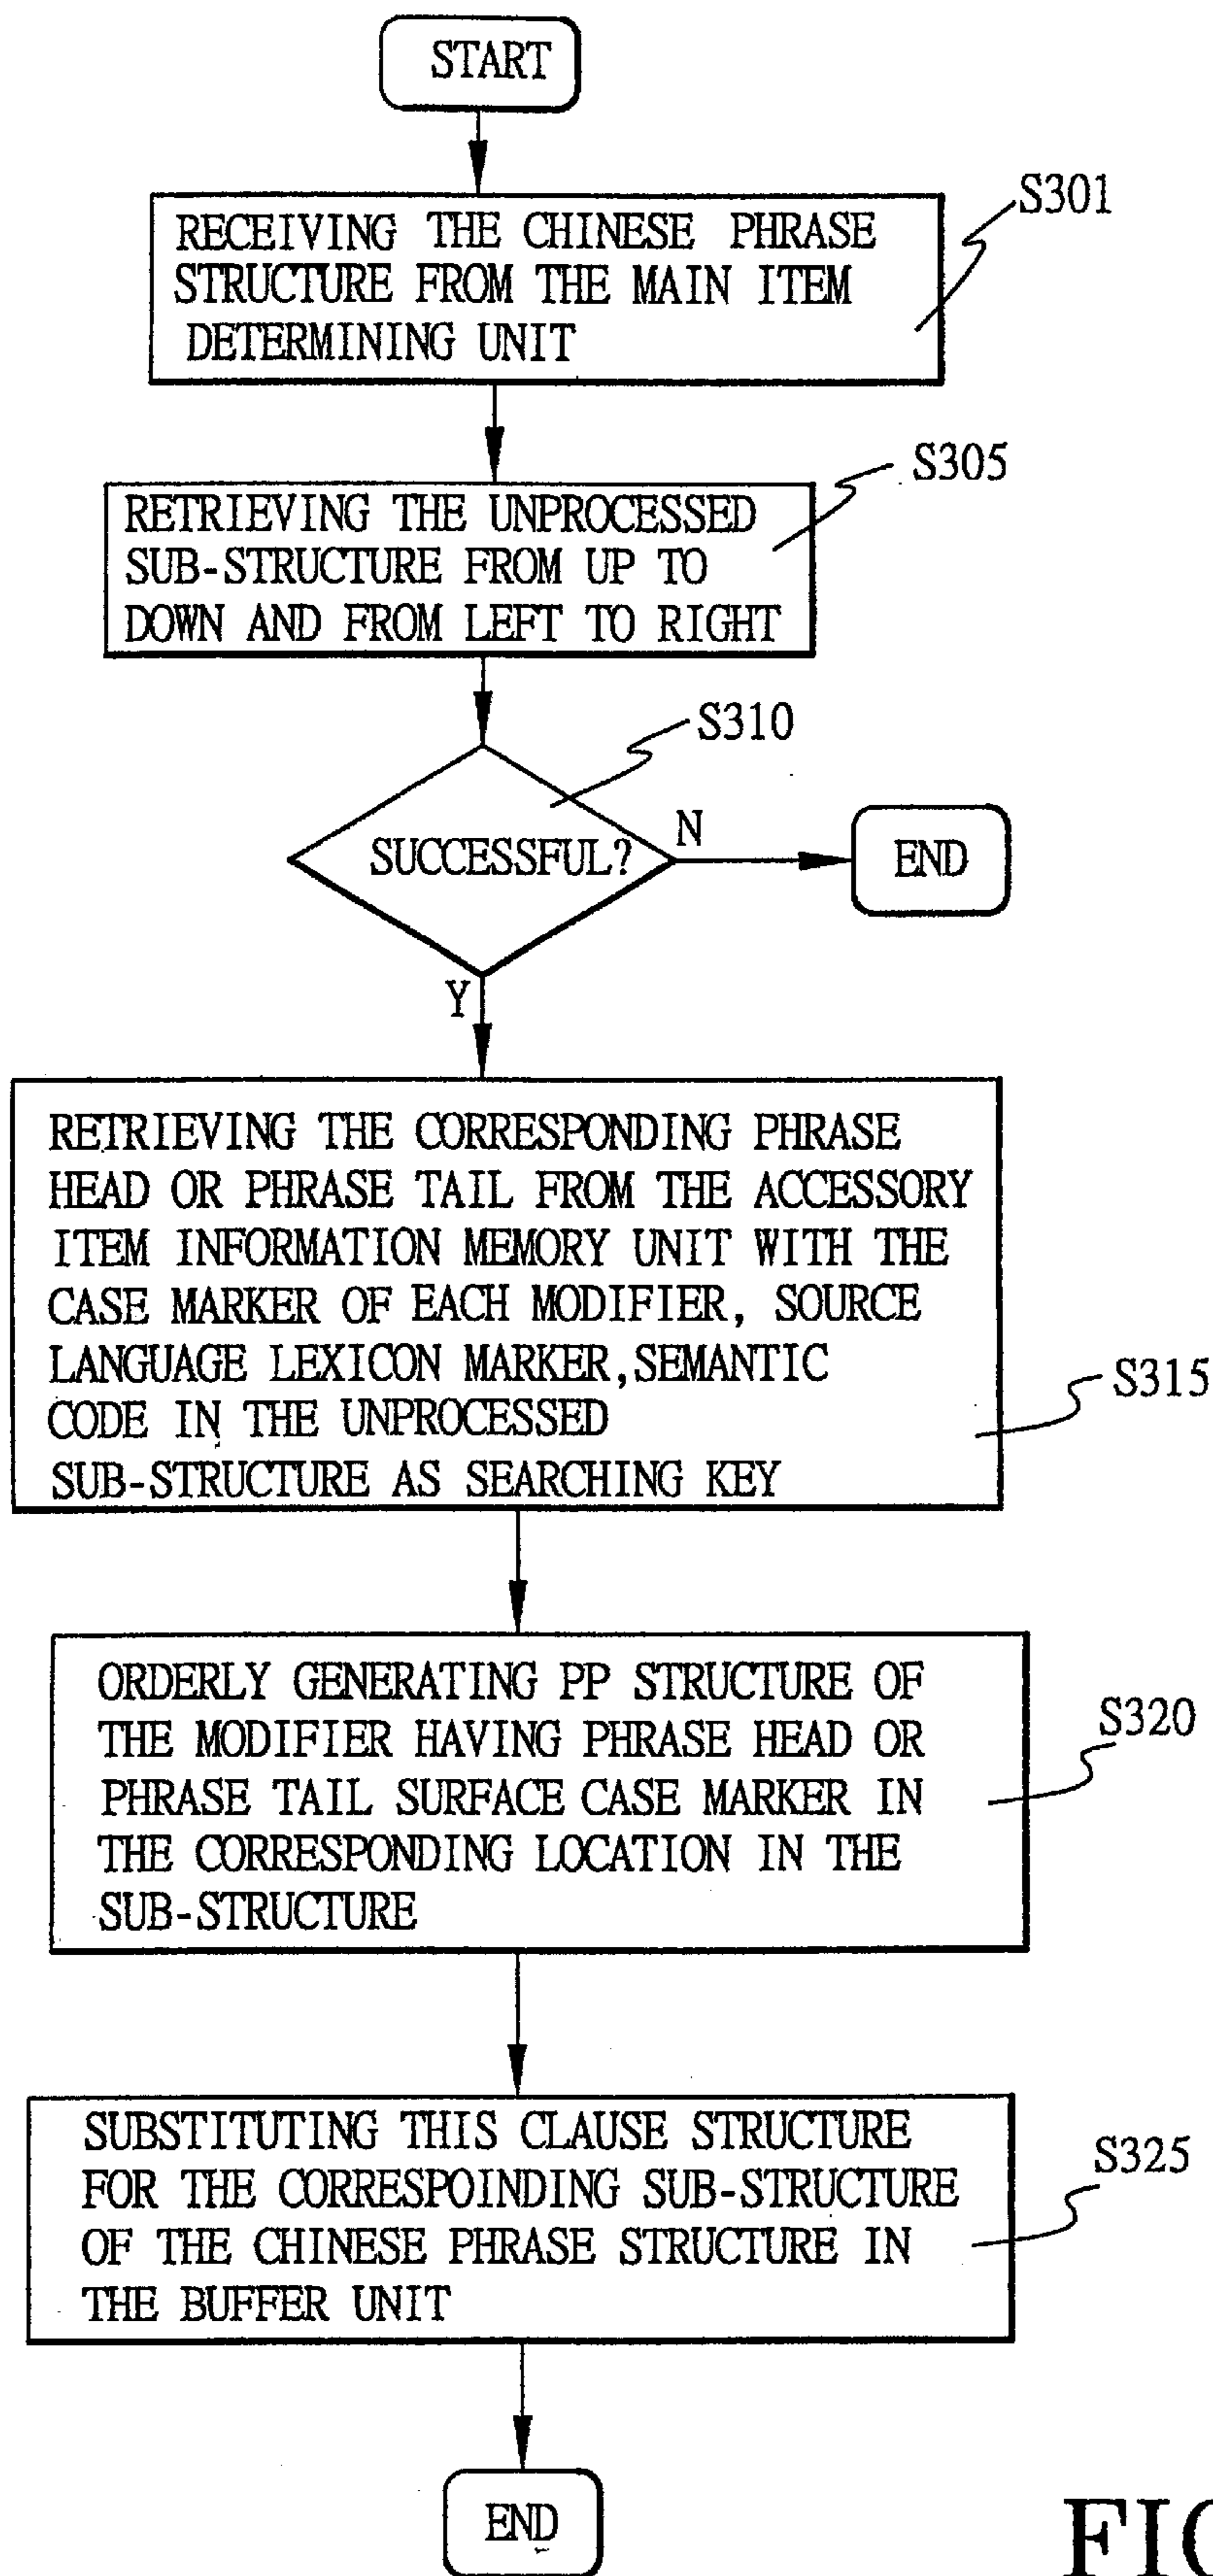 START
S301
RECEIVING THE CHINESE PHRASE
STRUCTURE FROM THE MAIN ITEM
DETERMINING UNIT
S305
RETRIEVING THE UNPROCESSED
SUB-STRUCTURE FROM UP TO
DOWN AND FROM LEFT TO RIGHT
S310
SUCCESSFUL?
N
END
Y
RETRIEVING THE CORRESPONDING PHRASE
HEAD OR PHRASE TAIL FROM THE ACCESSORY
ITEM INFORMATION MEMORY UNIT WITH THE
CASE MARKER OF EACH MODIFIER, SOURCE
LANGUAGE LEXICON MARKER,SEMANTIC
CODE IN THE UNPROCESSED
SUB-STRUCTURE AS SEARCHING KEY
S315
ORDERLY GENERATING PP STRUCTURE OF
THE MODIFIER HAVING PHRASE HEAD OR
PHRASE TAIL SURFACE CASE MARKER IN
THE CORRESPONDING LOCATION IN THE
SUB-STRUCTURE
S320
SUBSTITUTING THIS CLAUSE STRUCTURE
FOR THE CORRESPOINDING SUB-STRUCTURE
OF THE CHINESE PHRASE STRUCTURE IN
THE BUFFER UNIT
S325
END